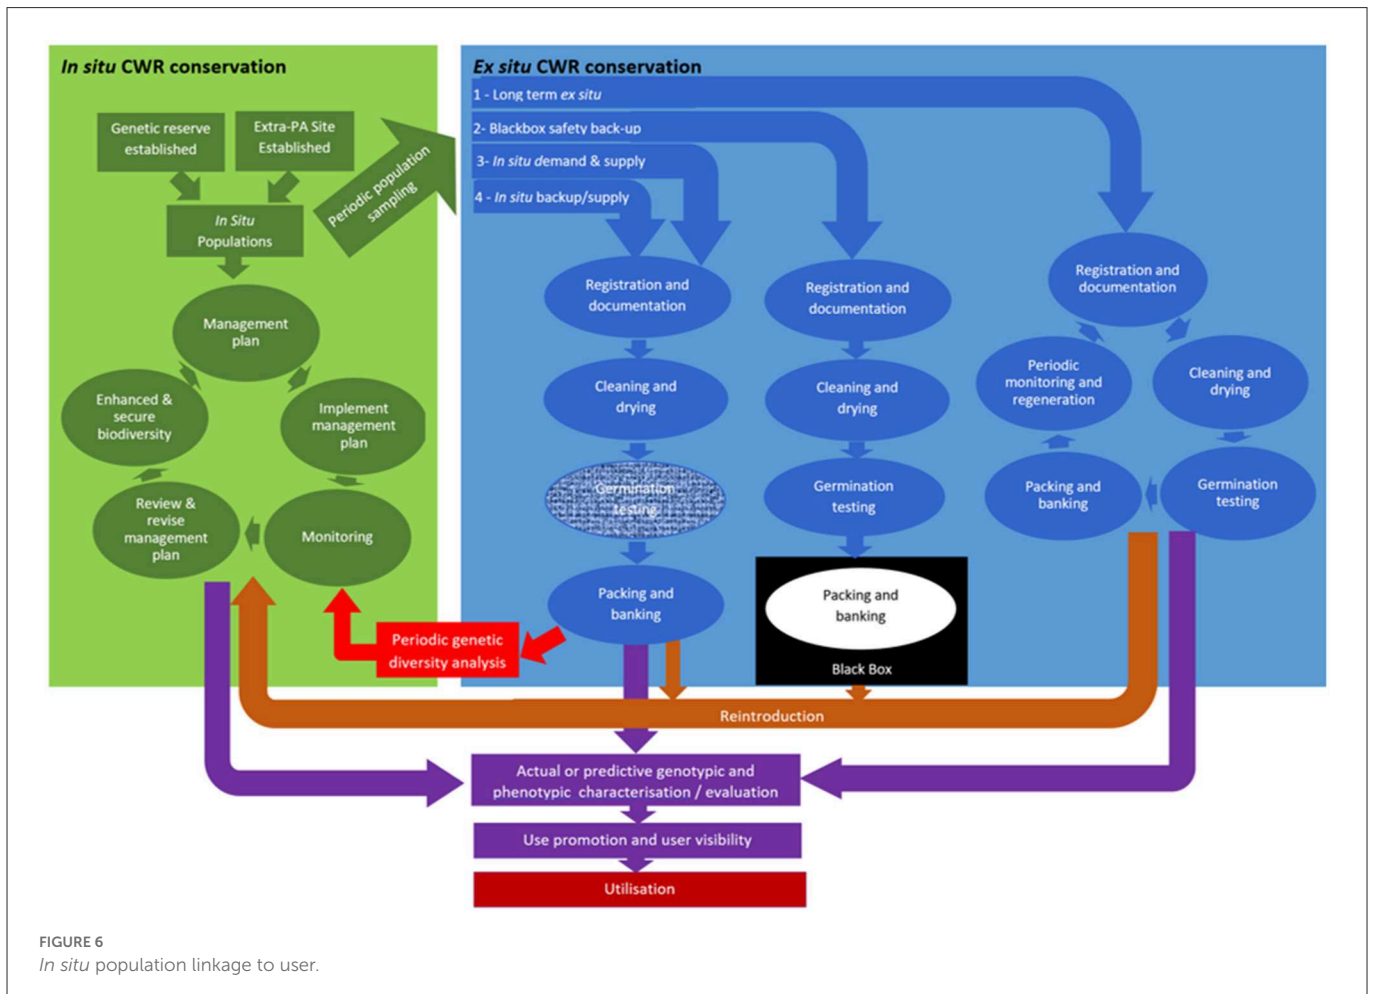 In situ CWR conservation
Genetic reserve
established
Extra-PA Site
Established
Periodic population
sampling
In Situ
Populations
Management
plan
Enhanced &
secure
biodiversity
Implement
management
plan
Review &
revise
management
plan
Monitoring
Ex situ CWR conservation
1 - Long term ex situ
2- Blackbox safety back-up
3- In situ demand & supply
4 - In situ backup/supply
Registration and
documentation
Cleaning and
drying
Germination
testing
Packing and
banking
Registration and
documentation
Cleaning and
drying
Germination
testing
Packing and
banking
Black Box
Registration and
documentation
Periodic
monitoring and
regeneration
Cleaning and
drying
Packing and
banking
Germination
testing
Periodic genetic
diversity analysis
Reintroduction
Actual or predictive genotypic and
phenotypic characterisation / evaluation
Use promotion and user visibility
Utilisation
FIGURE 6
In situ population linkage to user.